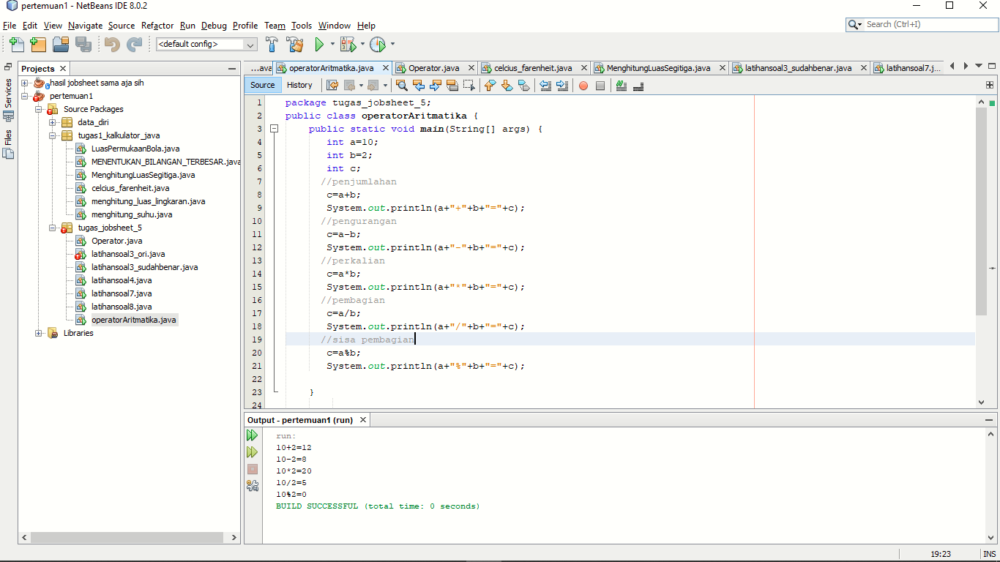 pertemuan1 - NetBeans IDE 8.0.2
File Edit View Navigate Source Refactor Run Debug Profile Team Tools Window Help
Search (Ctrl+I)
<default config>
Services
Files
Projects
hasil jobsheet sama aja sih
pertemuan1
Source Packages
data_diri
tugas1_kalkulator_java
LuasPermukaanBola.java
MENENTUKAN_BILANGAN_TERBESAR.java
MenghitungLuasSegitiga.java
celcius_farenheit.java
menghitung_luas_lingkaran.java
menghitung_suhu.java
tugas_jobsheet_5
Operator.java
latihansoal3_ori.java
latihansoal3_sudahbenar.java
latihansoal4.java
latihansoal7.java
latihansoal8.java
operatorAritmatika.java
Libraries
...ava operatorAritmatika.java Operator.java celcius_farenheit.java MenghitungLuasSegitiga.java latihansoal3_sudahbenar.java latihansoal7.j...
Source History
1 package tugas_jobsheet_5;
2 public class operatorAritmatika {
3 public static void main(String[] args) {
4 int a=10;
5 int b=2;
6 int c;
7 //penjumlahan
8 c=a+b;
9 System.out.println(a+"+"+b+"="+c);
10 //pengurangan
11 c=a-b;
12 System.out.println(a+"-"+b+"="+c);
13 //perkalian
14 c=a*b;
15 System.out.println(a+"*"+b+"="+c);
16 //pembagian
17 c=a/b;
18 System.out.println(a+"/"+b+"="+c);
19 //sisa pembagian
20 c=a%b;
21 System.out.println(a+"%"+b+"="+c);
22
23 }
24
Output - pertemuan1 (run)
run:
10+2=12
10-2=8
10*2=20
10/2=5
10%2=0
BUILD SUCCESSFUL (total time: 0 seconds)
19:23 INS